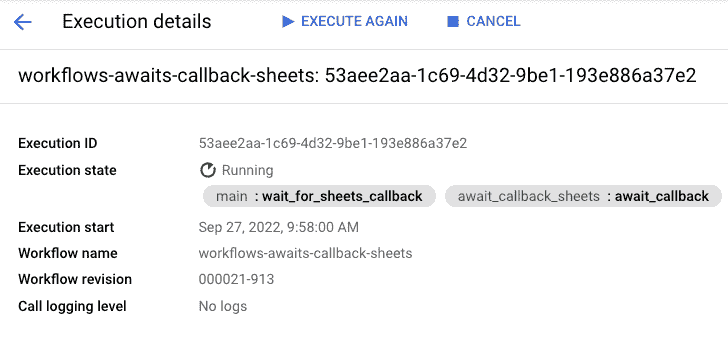 Execution details EXECUTE AGAIN CANCEL
workflows-awaits-callback-sheets: 53aee2aa-1c69-4d32-9be1-193e886a37e2
Execution ID 53aee2aa-1c69-4d32-9be1-193e886a37e2
Execution state Running
main : wait_for_sheets_callback await_callback_sheets : await_callback
Execution start Sep 27, 2022, 9:58:00 AM
Workflow name workflows-awaits-callback-sheets
Workflow revision 000021-913
Call logging level No logs